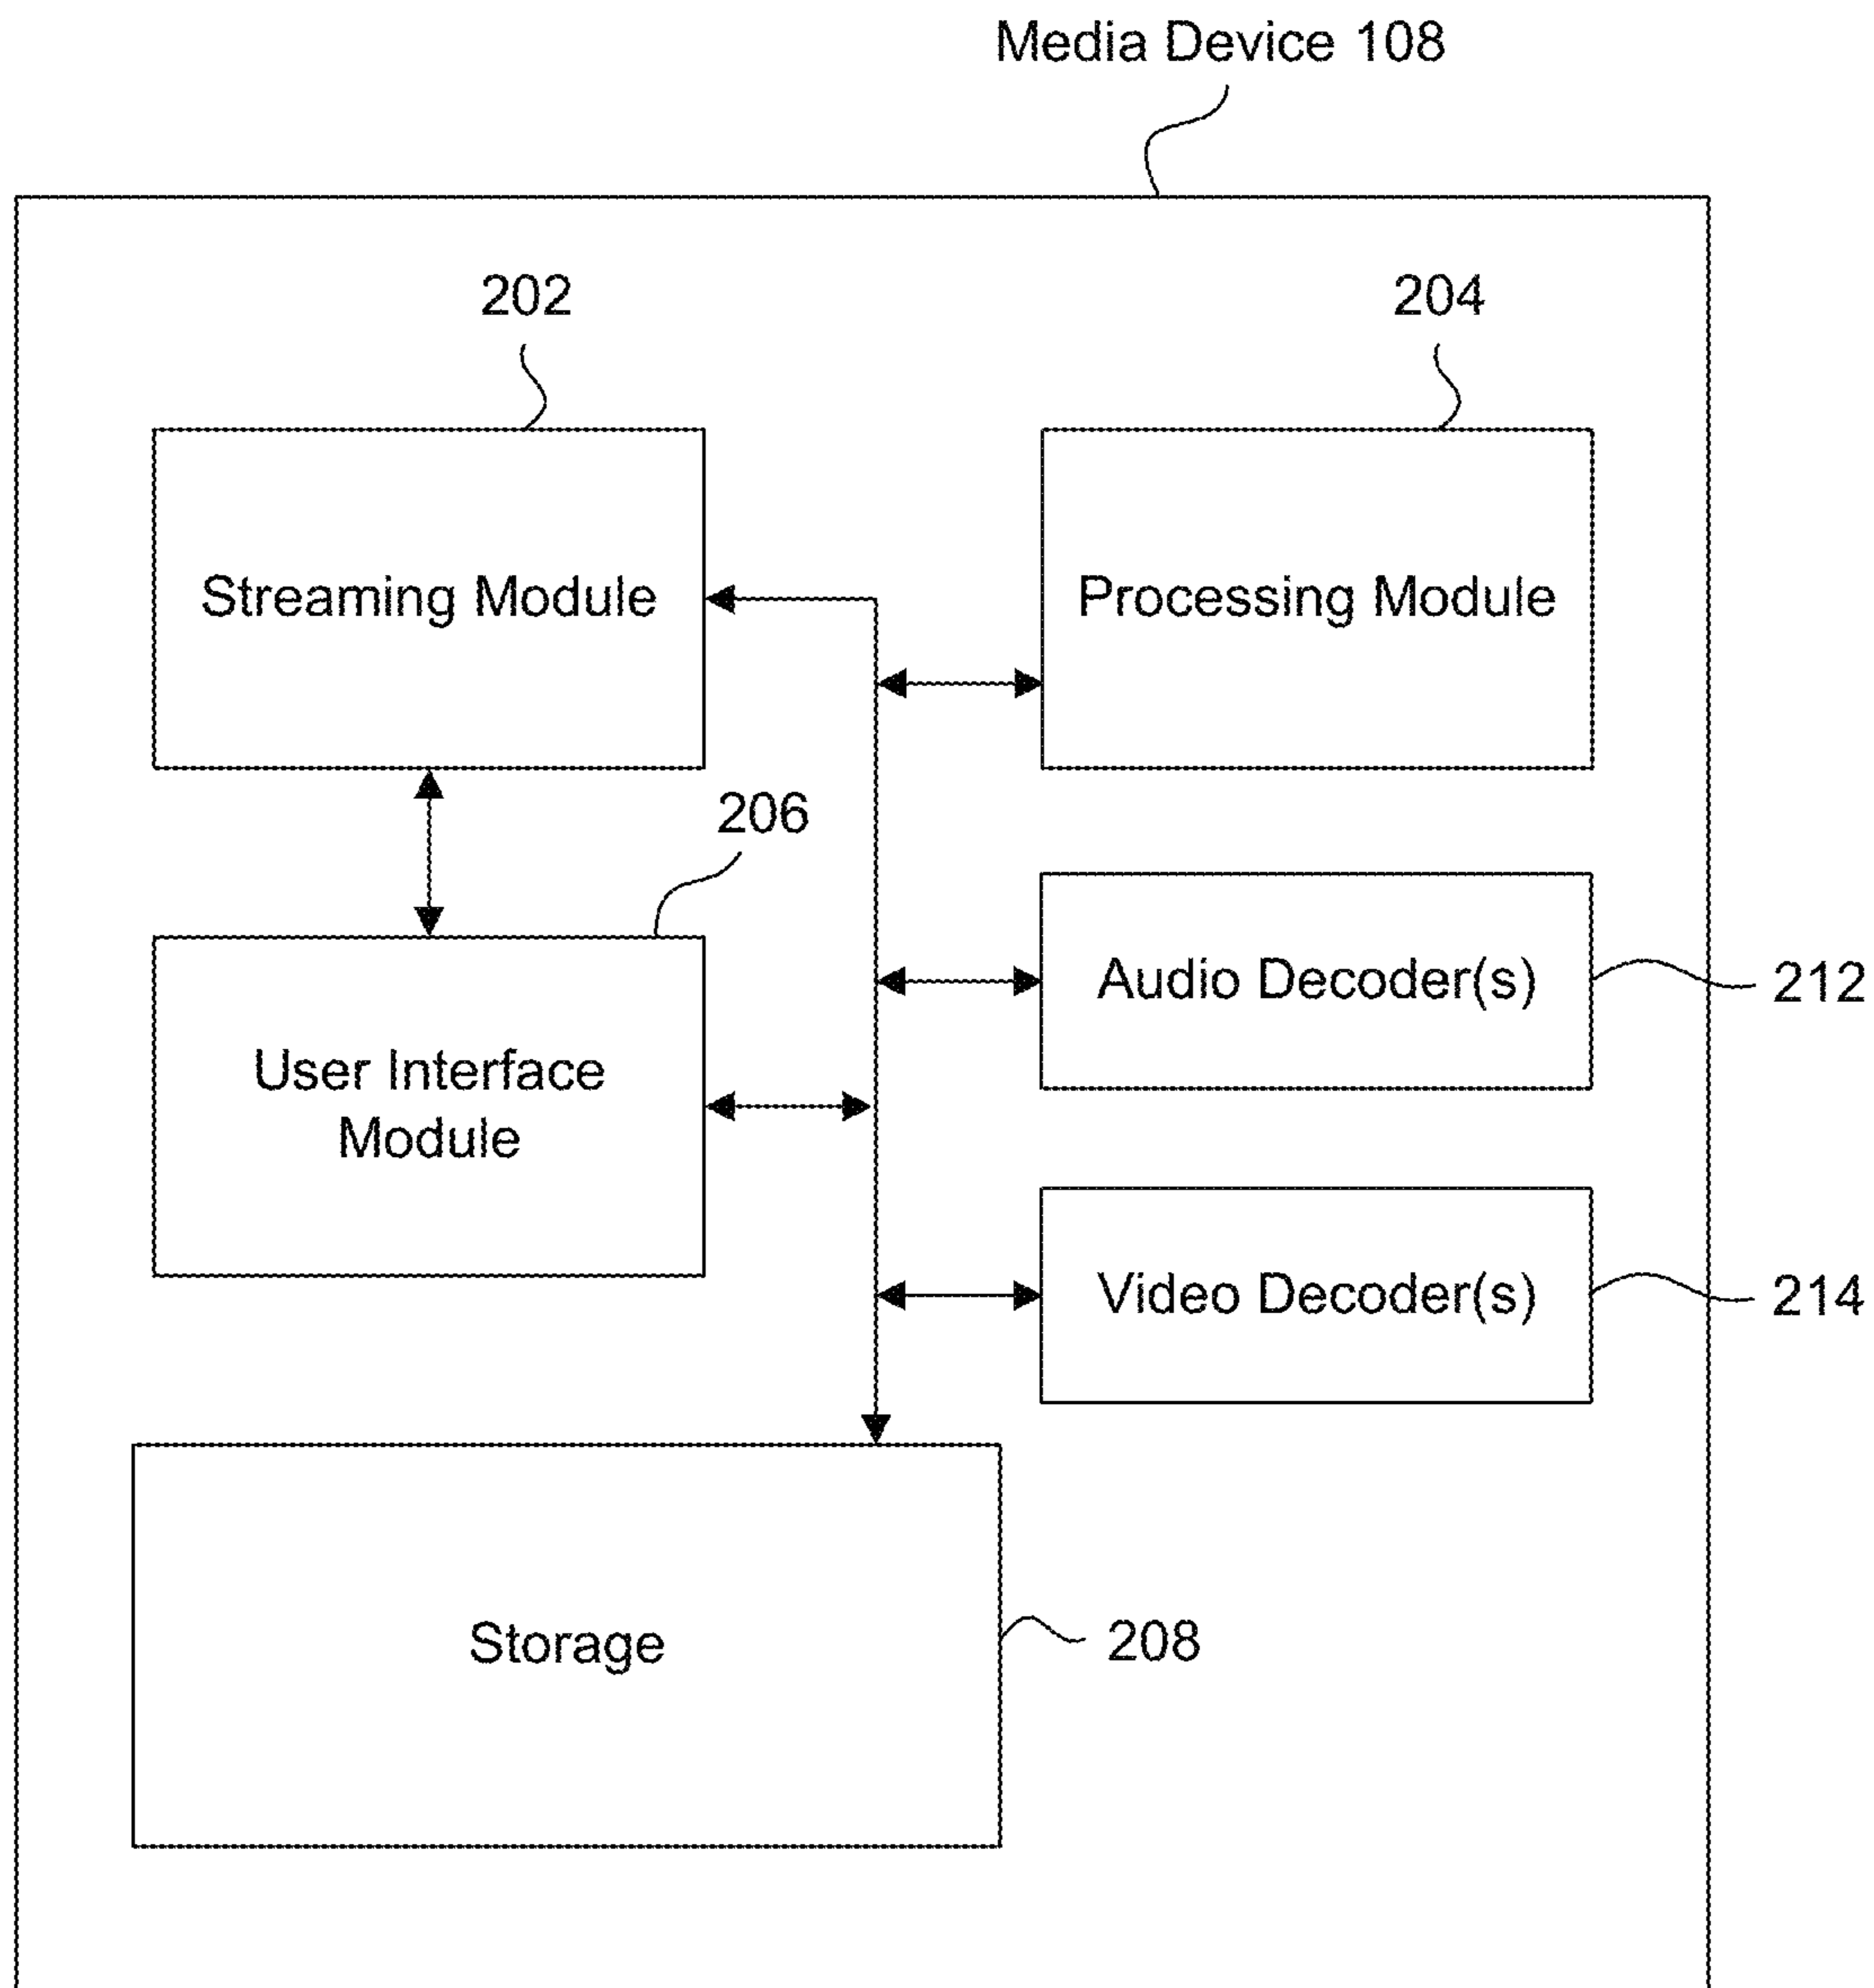 Media Device 108
202
204
Streaming Module
Processing Module
206
Audio Decoder(s)
212
User Interface
Module
Video Decoder(s)
214
Storage
208